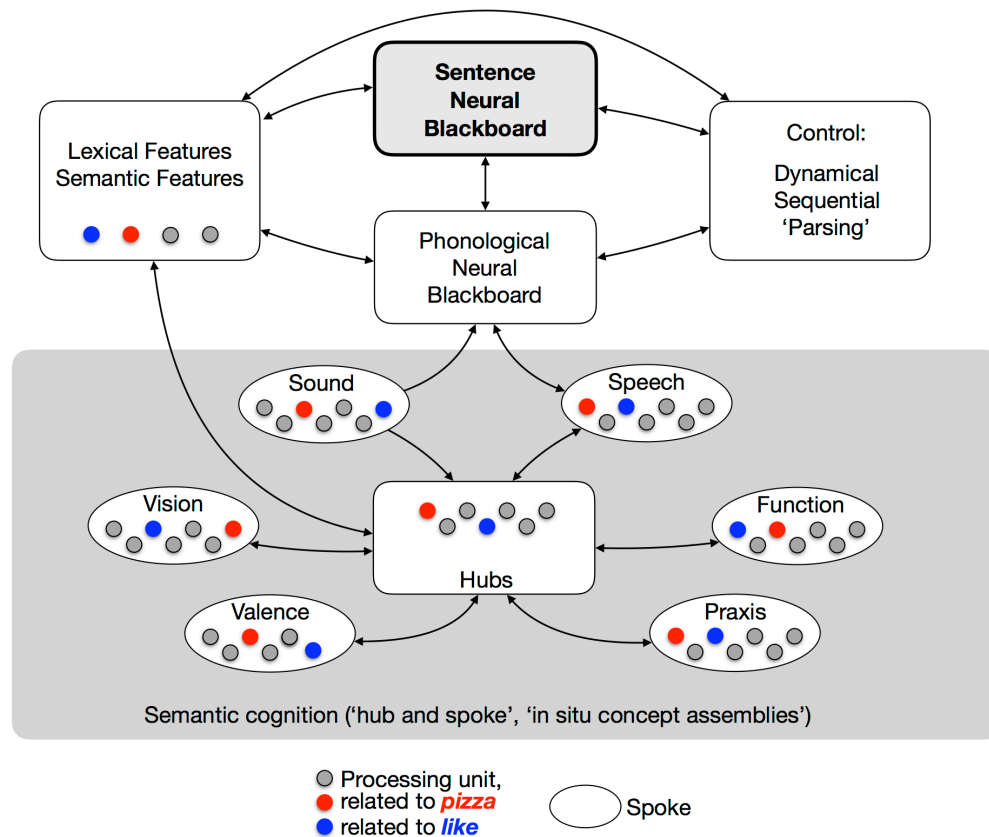 Sentence
Neural
Blackboard
Lexical Features
Semantic Features
Control:
Dynamical
Sequential
‘Parsing’
Phonological
Neural
Blackboard
Sound
Speech
Vision
Function
Hubs
Valence
Praxis
Semantic cognition (‘hub and spoke’, ‘in situ concept assemblies’)
Processing unit,
related to pizza
related to like
Spoke